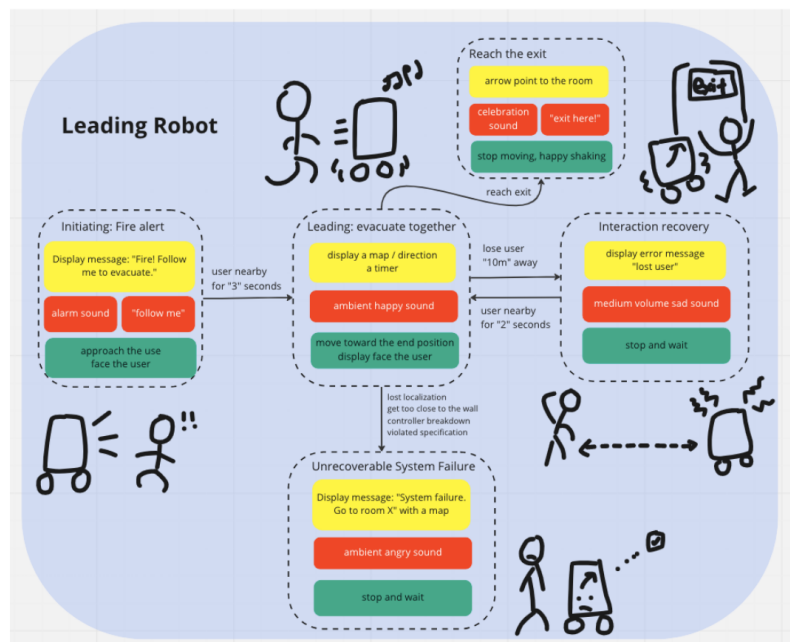 Leading Robot
Reach the exit
arrow point to the room
celebration
sound
"exit here!"
stop moving, happy shaking
Exit
reach exit
Initiating: Fire alert
Display message: "Fire! Follow
me to evacuate."
alarm sound
"follow me"
approach the use
face the user
user nearby
for "3" seconds
Leading: evacuate together
display a map / direction
a timer
ambient happy sound
move toward the end position
display face the user
lose user
"10m" away
user nearby
for "2" seconds
Interaction recovery
display error message
"lost user"
medium volume sad sound
stop and wait
!!
lost localization
get too close to the wall
controller breakdown
violated specification
Unrecoverable System Failure
Display message: "System failure.
Go to room X" with a map
ambient angry sound
stop and wait